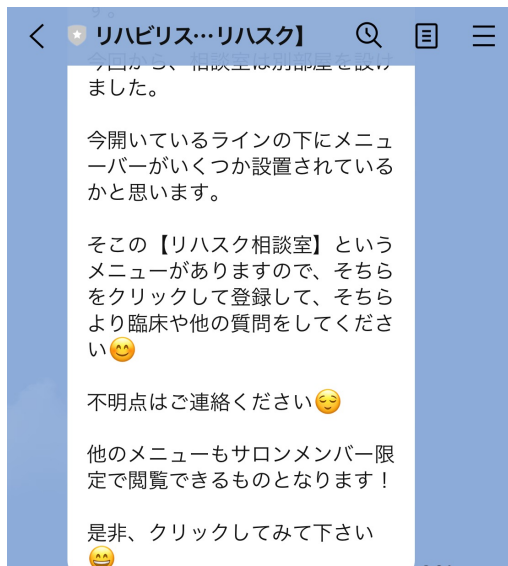 リハビリス…リハスク】
今回から、相談室は別部屋を設け
ました。
今開いているラインの下にメニュ
ーバーがいくつか設置されている
かと思います。
そこの【リハスク相談室】という
メニューがありますので、そちら
をクリックして登録して、そちら
より臨床や他の質問をしてくださ
い😊
不明点はご連絡ください😌
他のメニューもサロンメンバー限
定で閲覧できるものとなります！
是非、クリックしてみて下さい
😄